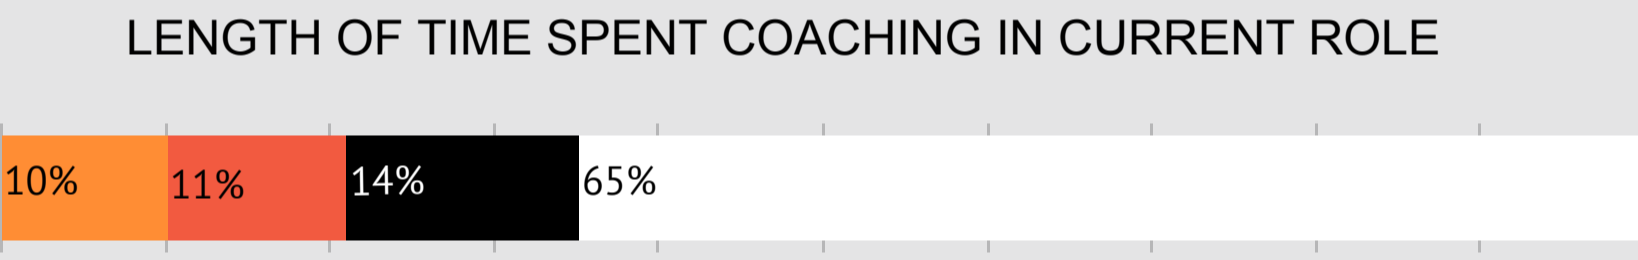 LENGTH OF TIME SPENT COACHING IN CURRENT ROLE
10% 11% 14% 65%